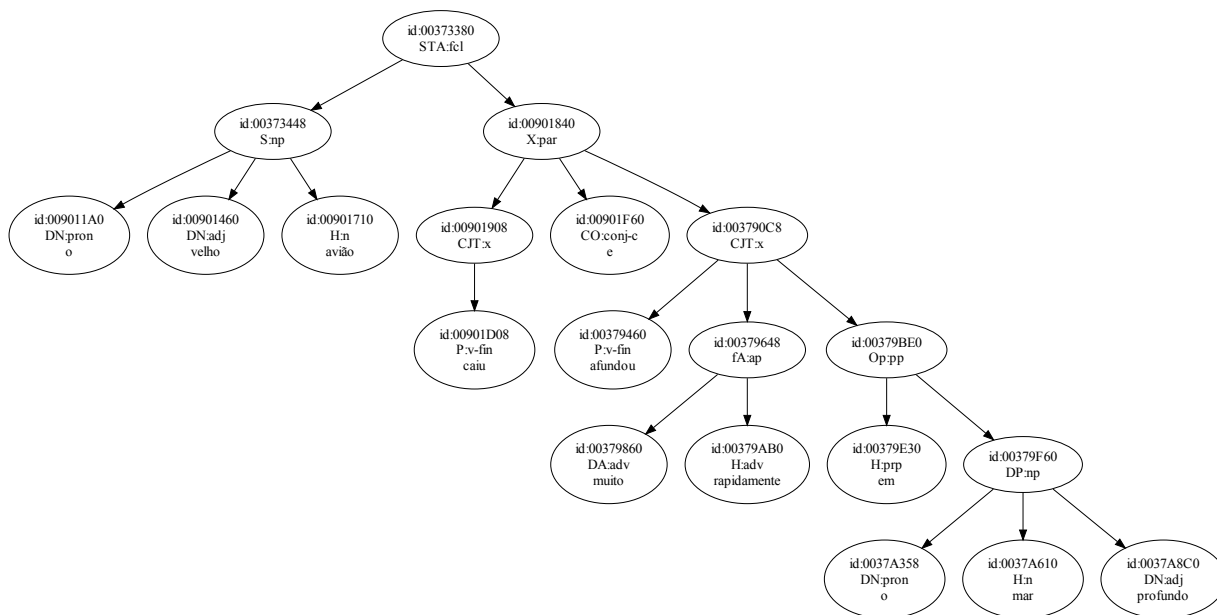 id:00373380
STA:fcl
id:00373448
S:np
id:00901840
X:par
id:009011A0
DN:pron
o
id:00901460
DN:adj
velho
id:00901710
H:n
avião
id:00901908
CJT:x
id:00901F60
CO:conj-c
e
id:003790C8
CJT:x
id:00901D08
P:v-fin
caiu
id:00379460
P:v-fin
afundou
id:00379648
fA:ap
id:00379BE0
Op:pp
id:00379860
DA:adv
muito
id:00379AB0
H:adv
rapidamente
id:00379E30
H:prp
em
id:00379F60
DP:np
id:0037A358
DN:pron
o
id:0037A610
H:n
mar
id:0037A8C0
DN:adj
profundo